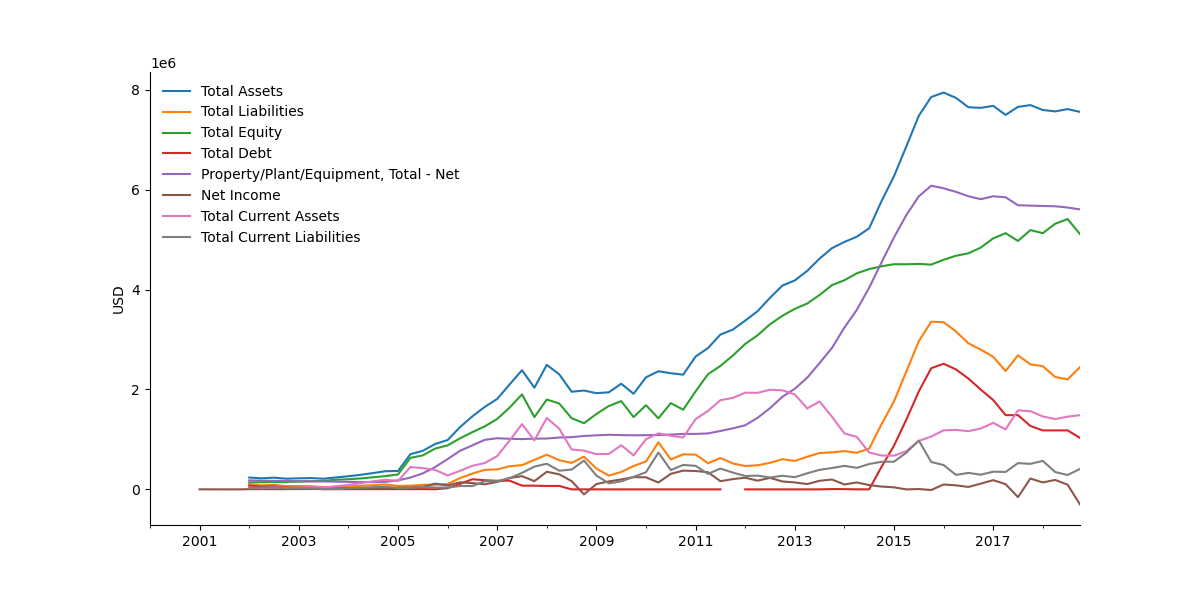 1e6
Total Assets
Total Liabilities
Total Equity
Total Debt
Property/Plant/Equipment, Total - Net
Net Income
Total Current Assets
Total Current Liabilities
USD
8
6
4
2
0
2001 2003 2005 2007 2009 2011 2013 2015 2017